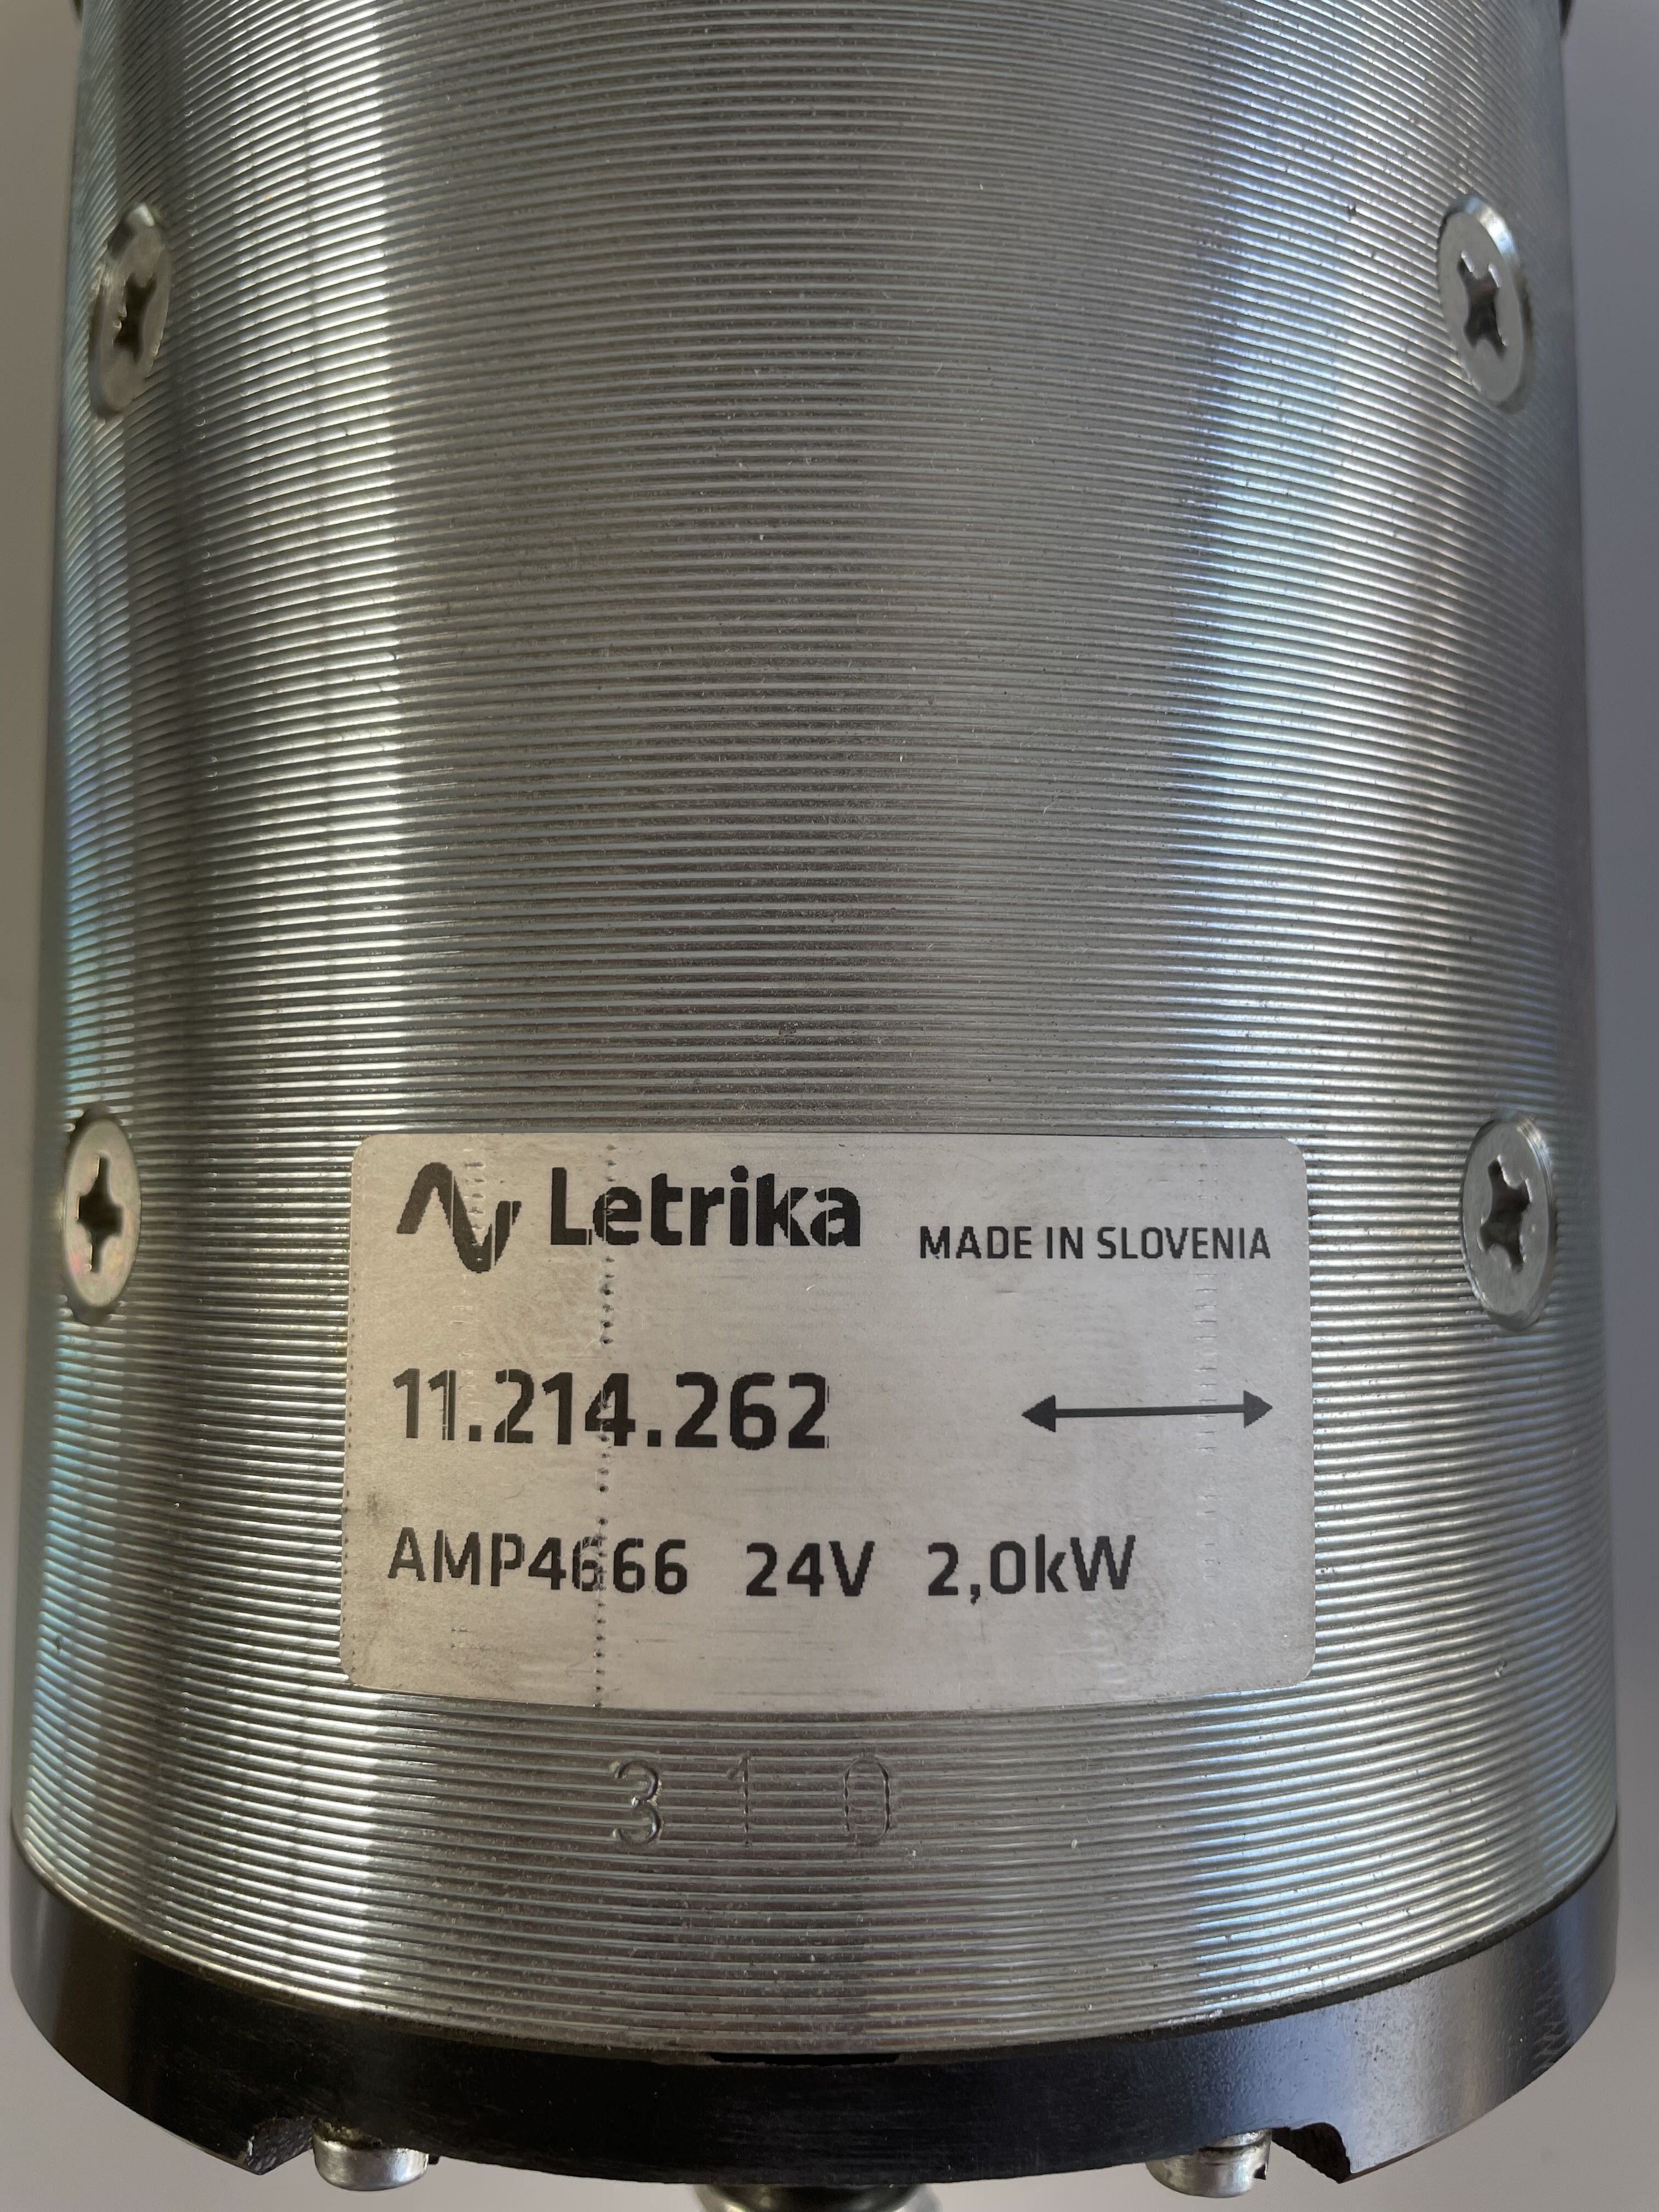 Letrika MADE IN SLOVENIA
11.214.262
AMP4666 24V 2,0kW
310